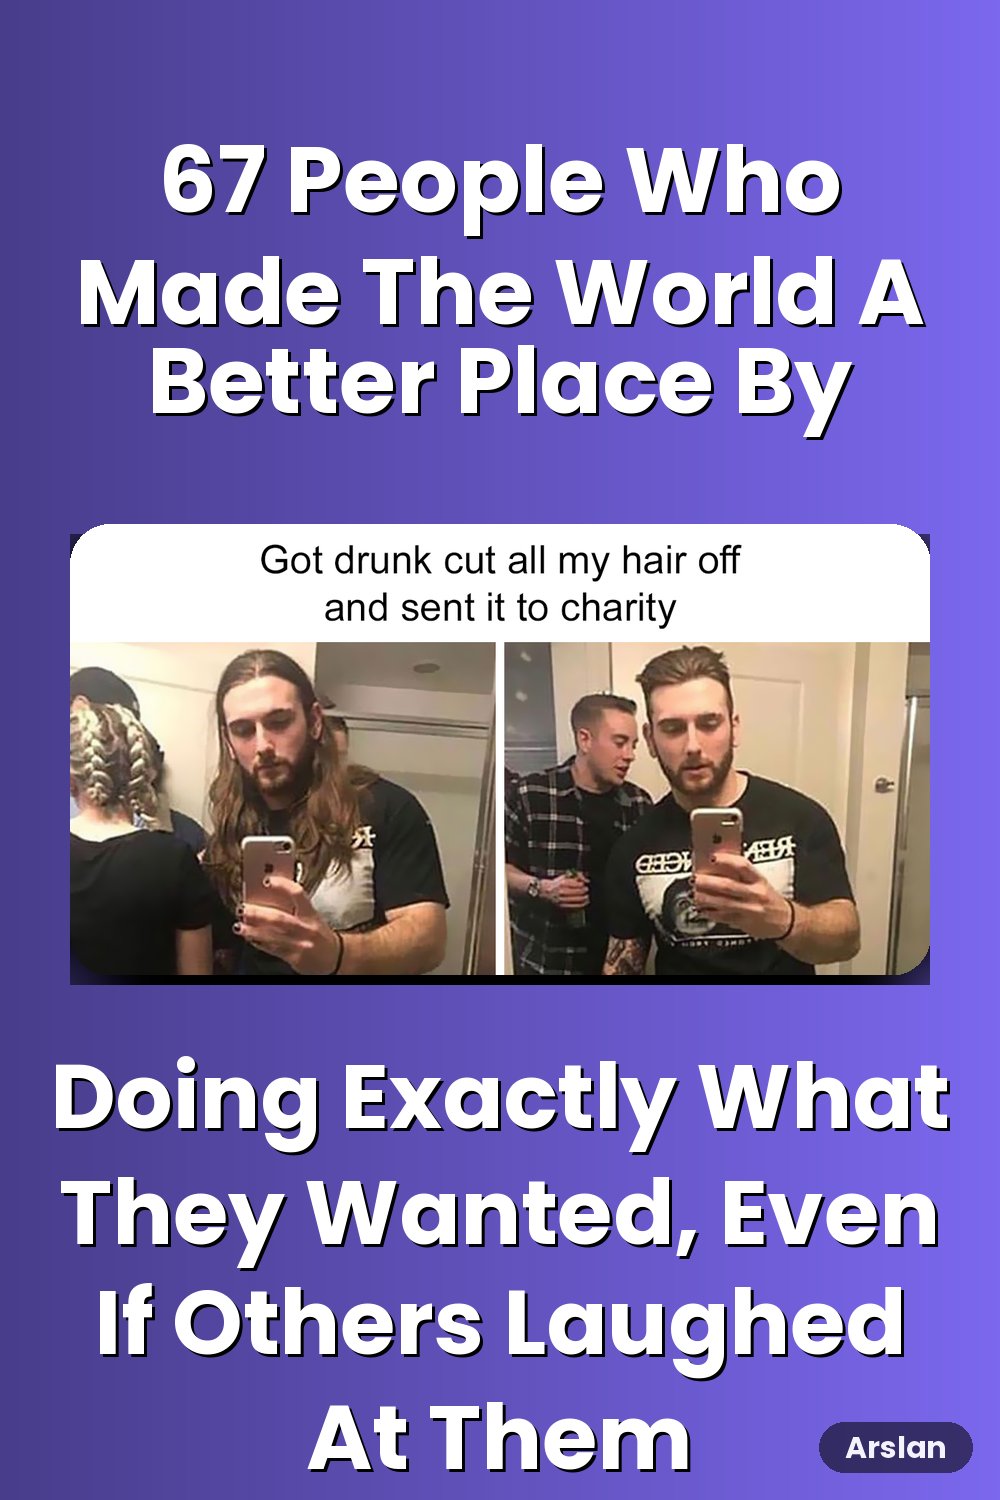 67 People Who
Made The World A
Better Place By
Got drunk cut all my hair off
and sent it to charity
Doing Exactly What
They Wanted, Even
If Others Laughed
At Them
Arslan